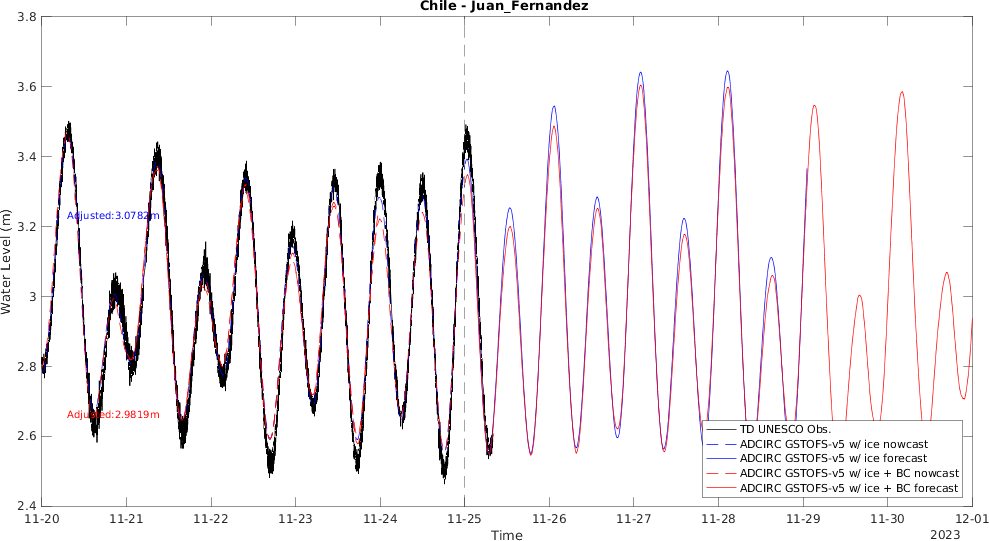 Chile - Juan_Fernandez
Water Level (m)
3.8
3.6
3.4
3.2
3
2.8
2.6
2.4
Adjusted:3.0782m
Adjusted:2.9819m
TD UNESCO Obs.
ADCIRC GSTOFS-v5 w/ ice nowcast
ADCIRC GSTOFS-v5 w/ ice forecast
ADCIRC GSTOFS-v5 w/ ice + BC nowcast
ADCIRC GSTOFS-v5 w/ ice + BC forecast
11-20 11-21 11-22 11-23 11-24 11-25 11-26 11-27 11-28 11-29 11-30 12-01
Time
2023